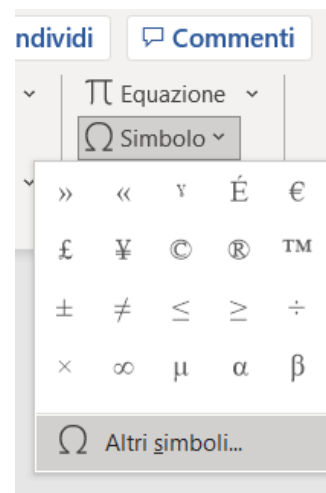 ndividi Commenti
π Equazione
Ω Simbolo
» « É €
£ ¥ © ® ™
± ≠ ≤ ≥ ÷
× ∞ μ α β
Ω Altri simboli...